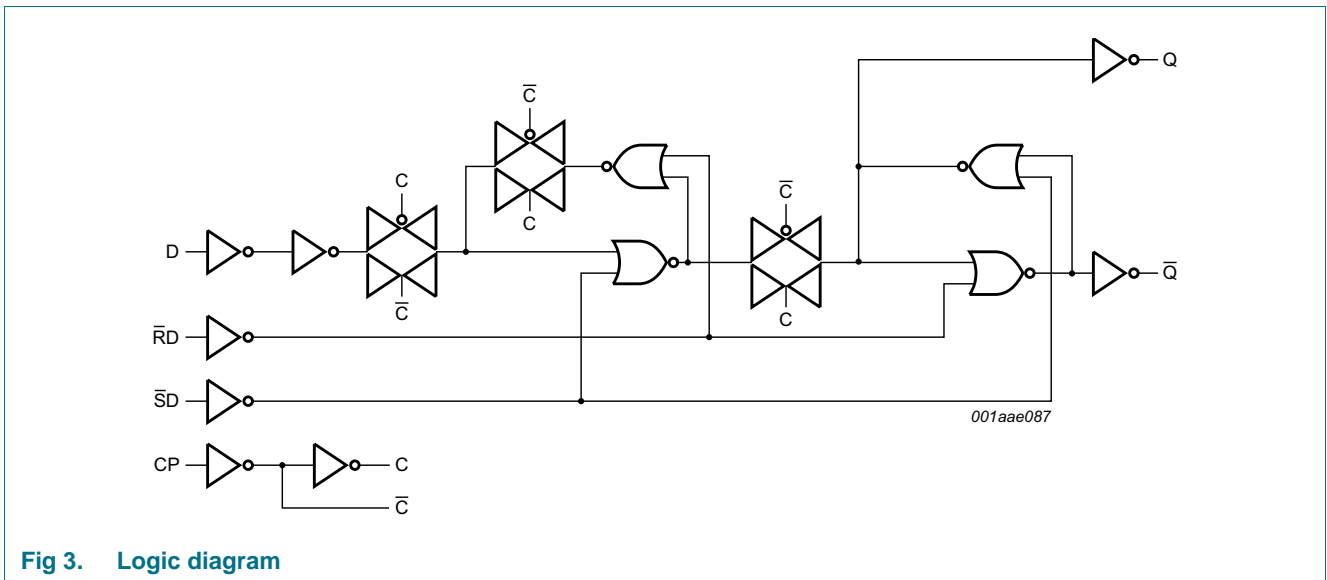 Q
C̅
C
C̅
D
C
Q̅
C̅
R̅D
S̅D
001aae087
CP
C
C̅
Fig 3. Logic diagram